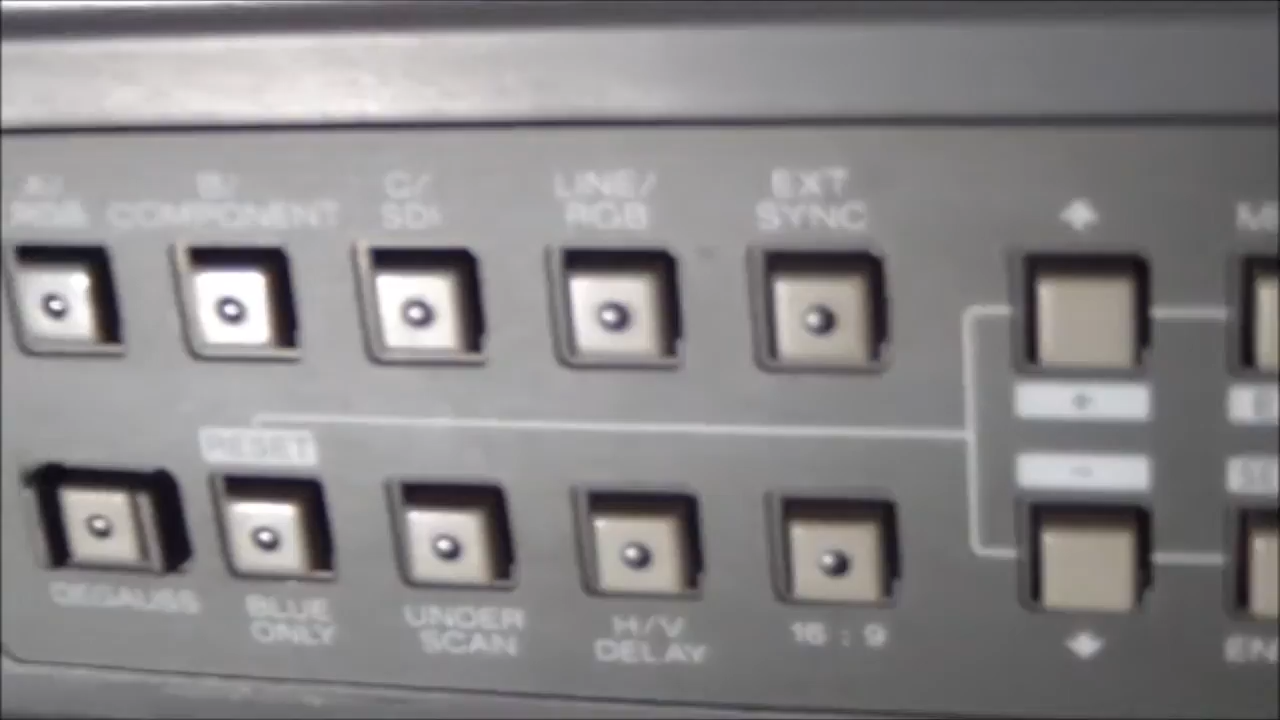 A/
RGB
B/
COMPONENT
C/
SDI
LINE/
RGB
EXT
SYNC
+
-
RESET
DEGAUSS
BLUE
ONLY
UNDER
SCAN
H/V
DELAY
16 : 9